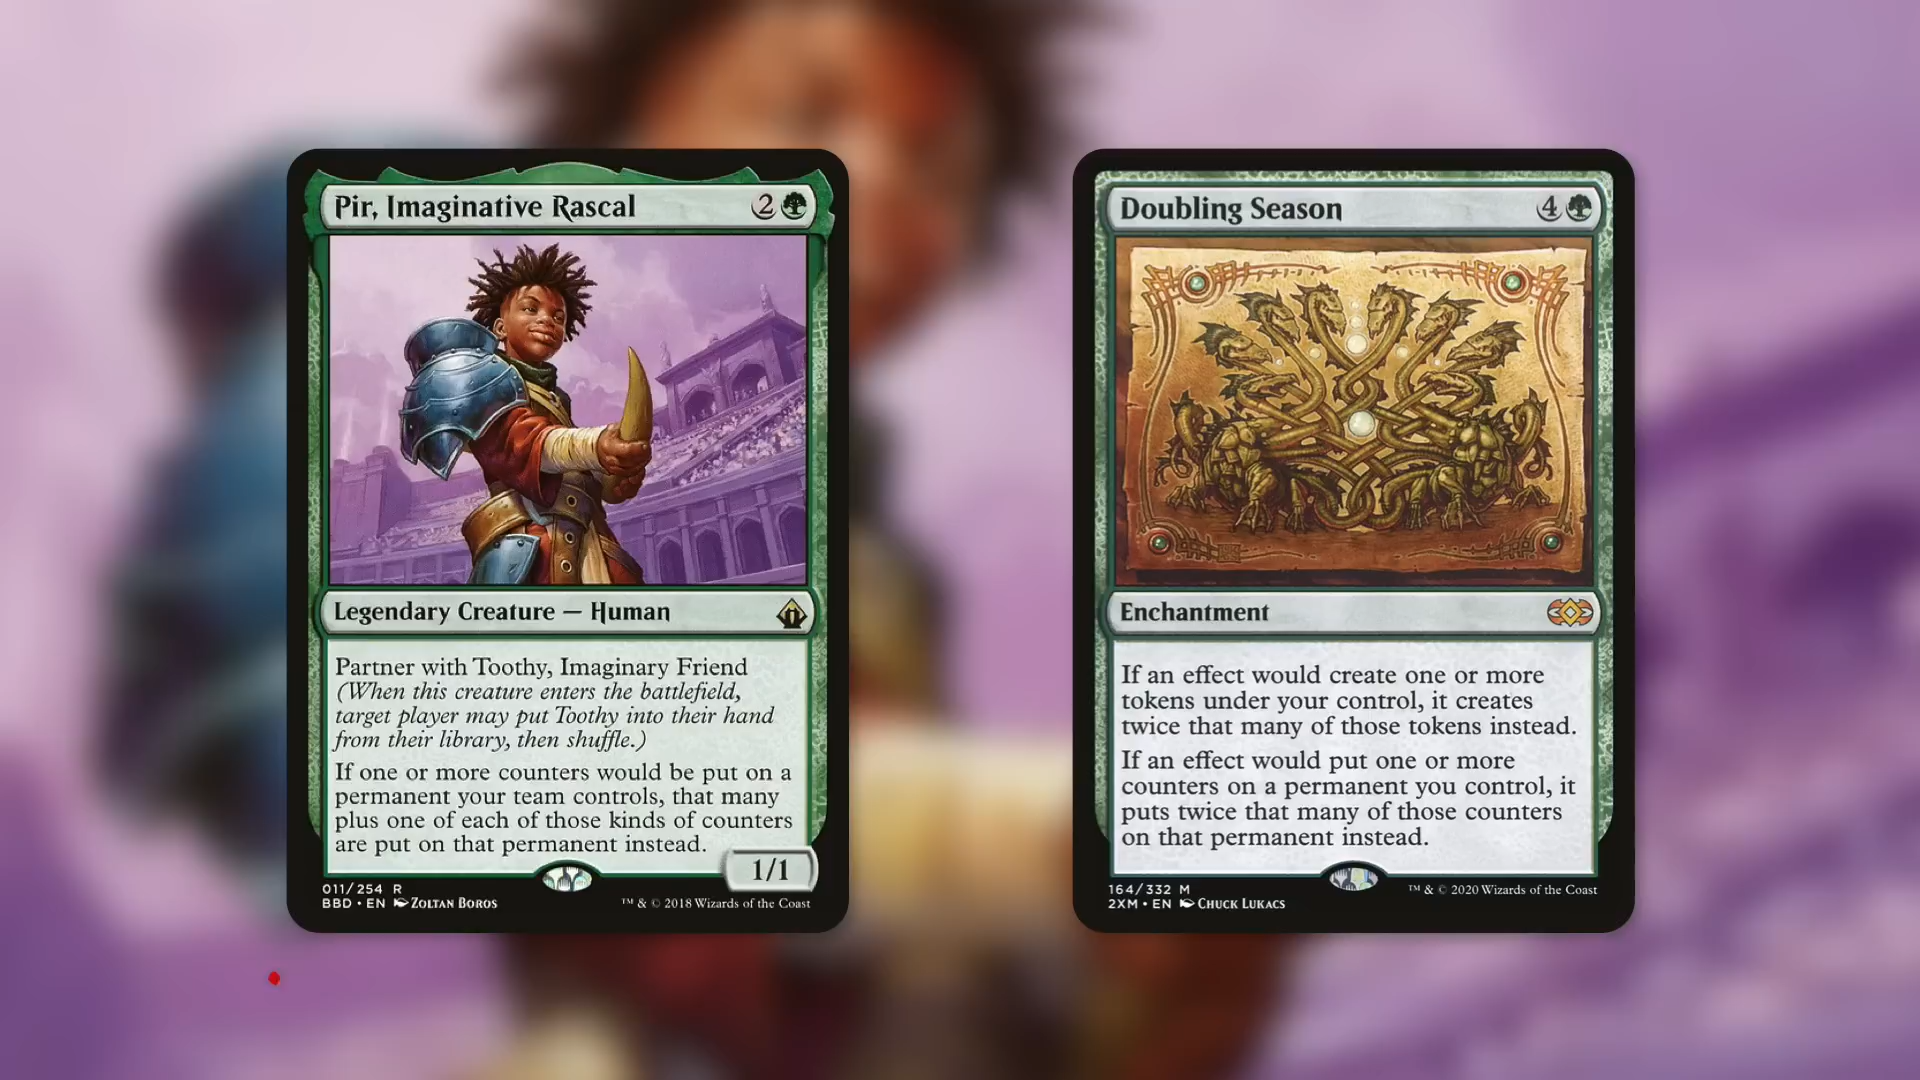 Pir, Imaginative Rascal 2
Legendary Creature — Human
Partner with Toothy, Imaginary Friend
(When this creature enters the battlefield,
target player may put Toothy into their hand
from their library, then shuffle.)
If one or more counters would be put on a
permanent your team controls, that many
plus one of each of those kinds of counters
are put on that permanent instead.
1/1
011/254 R
BBD • EN ZOLTAN BOROS
™ & © 2018 Wizards of the Coast
Doubling Season 4
Enchantment
If an effect would create one or more
tokens under your control, it creates
twice that many of those tokens instead.
If an effect would put one or more
counters on a permanent you control, it
puts twice that many of those counters
on that permanent instead.
164/332 M
2XM • EN CHUCK LUKACS
™ & © 2020 Wizards of the Coast